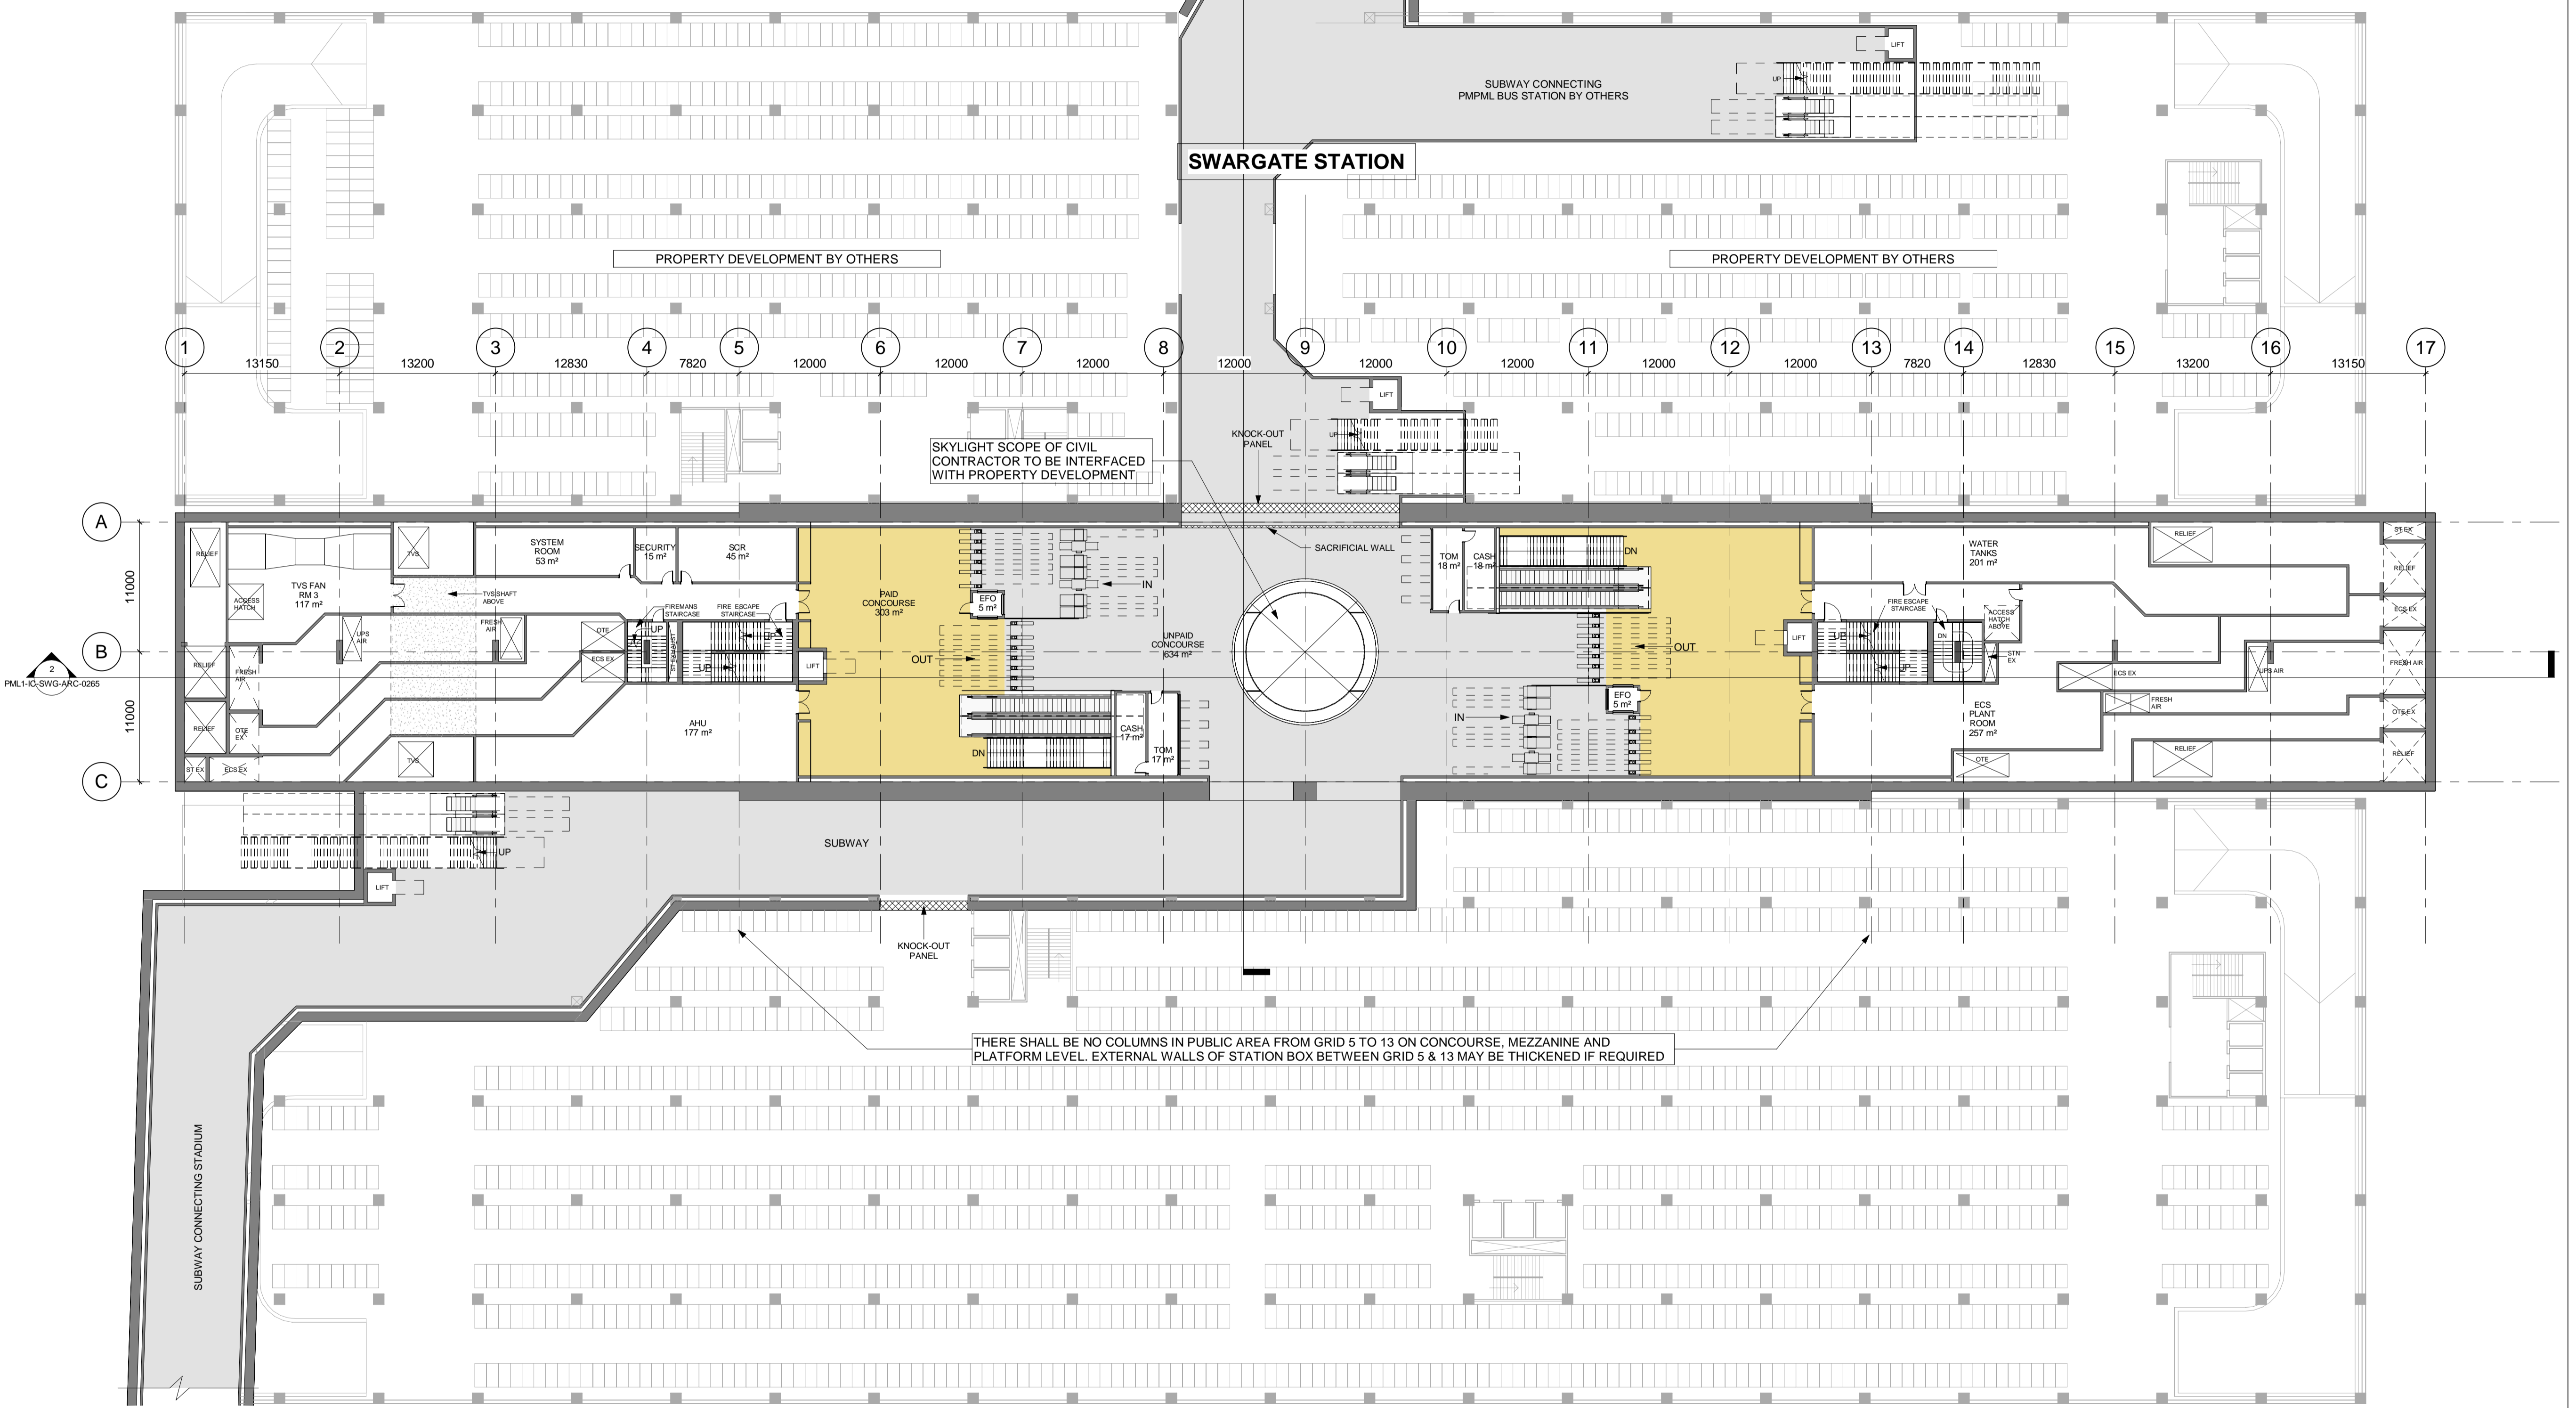 LIFT
UP
SUBWAY CONNECTING
PMPML BUS STATION BY OTHERS
SWARGATE STATION
PROPERTY DEVELOPMENT BY OTHERS
PROPERTY DEVELOPMENT BY OTHERS
1
2
3
4
5
6
7
8
9
10
11
12
13
14
15
16
17
13150
13200
12830
7820
12000
12000
12000
12000
12000
12000
12000
12000
7820
12830
13200
13150
LIFT
UP
KNOCK-OUT
PANEL
SKYLIGHT SCOPE OF CIVIL
CONTRACTOR TO BE INTERFACED
WITH PROPERTY DEVELOPMENT
A
B
C
11000
11000
2
PML1-IC-SWG-ARC-0265
RELIEF
TVS FAN
RM 3
117 m²
ACCESS
HATCH
TVS
SYSTEM
ROOM
53 m²
SECURITY
15 m²
SCR
45 m²
TVS SHAFT
ABOVE
FIREMANS
STAIRCASE
FIRE ESCAPE
STAIRCASE
UPS
AIR
FRESH
AIR
OTE
ECS EX
UP
ST EXHAUST
UP
UP
LIFT
RELIEF
FRESH
AIR
RELIEF
OTE
EX
ST EX
ECS EX
TVS
AHU
177 m²
PAID
CONCOURSE
303 m²
EFO
5 m²
IN
OUT
DN
CASH
17 m²
TOM
17 m²
UNPAID
CONCOURSE
634 m²
SACRIFICIAL WALL
TOM
18 m²
CASH
18 m²
DN
OUT
IN
EFO
5 m²
LIFT
WATER
TANKS
201 m²
FIRE ESCAPE
STAIRCASE
UP
UP
DN
ACCESS
HATCH
ABOVE
STN
EX
ECS
PLANT
ROOM
257 m²
OTE
RELIEF
ECS EX
FRESH
AIR
UPS AIR
RELIEF
ST EX
RELIEF
ECS EX
FRESH AIR
OTE EX
RELIEF
UP
LIFT
SUBWAY
KNOCK-OUT
PANEL
THERE SHALL BE NO COLUMNS IN PUBLIC AREA FROM GRID 5 TO 13 ON CONCOURSE, MEZZANINE AND
PLATFORM LEVEL. EXTERNAL WALLS OF STATION BOX BETWEEN GRID 5 & 13 MAY BE THICKENED IF REQUIRED
SUBWAY CONNECTING STADIUM